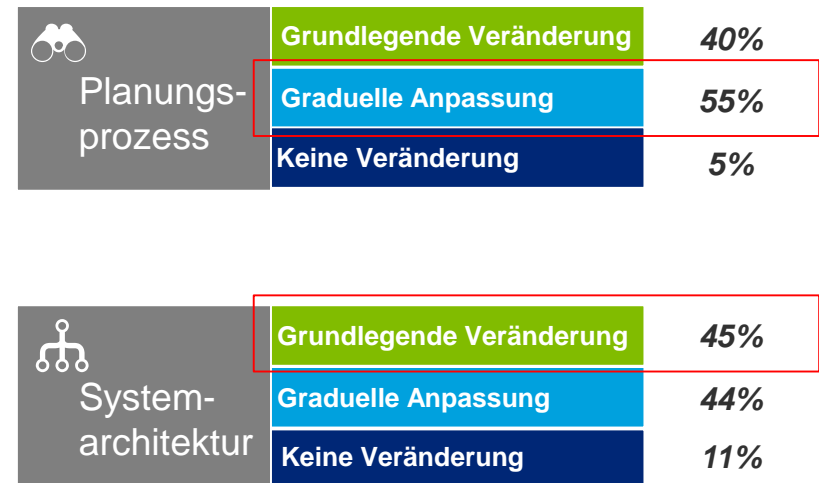 Planungs-
prozess
Grundlegende Veränderung 40%
Graduelle Anpassung 55%
Keine Veränderung 5%
System-
architektur
Grundlegende Veränderung 45%
Graduelle Anpassung 44%
Keine Veränderung 11%